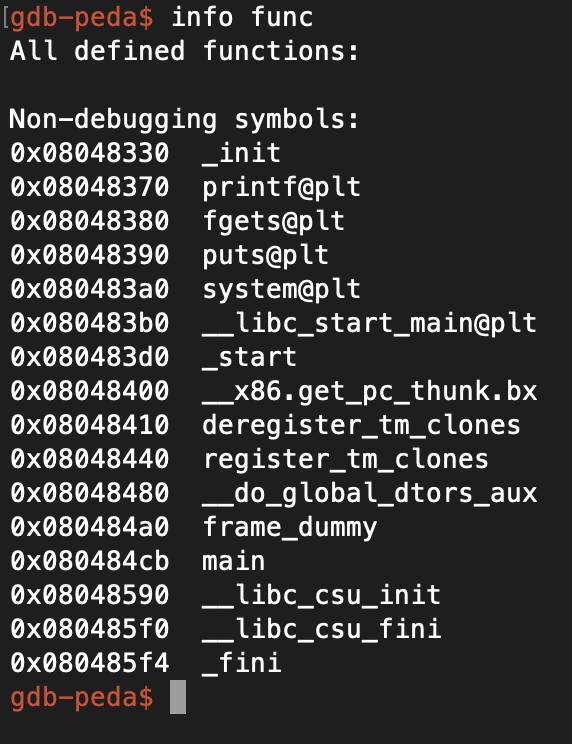 [gdb-peda$ info func
All defined functions:
Non-debugging symbols:
0x08048330  _init
0x08048370  printf@plt
0x08048380  fgets@plt
0x08048390  puts@plt
0x080483a0  system@plt
0x080483b0  __libc_start_main@plt
0x080483d0  _start
0x08048400  __x86.get_pc_thunk.bx
0x08048410  deregister_tm_clones
0x08048440  register_tm_clones
0x08048480  __do_global_dtors_aux
0x080484a0  frame_dummy
0x080484cb  main
0x08048590  __libc_csu_init
0x080485f0  __libc_csu_fini
0x080485f4  _fini
gdb-peda$